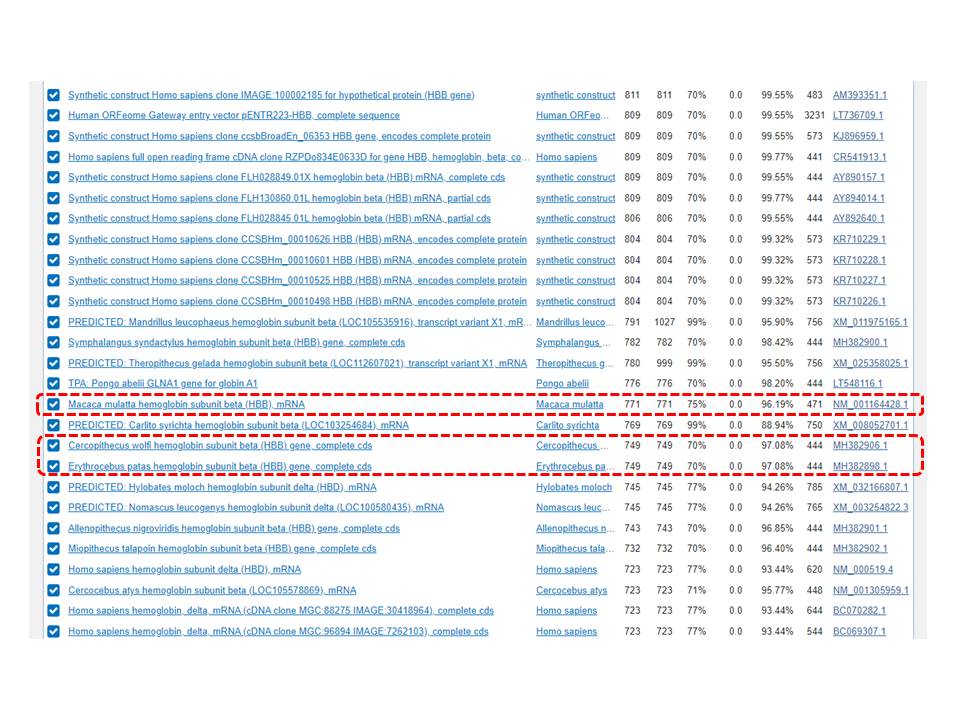 Synthetic construct Homo sapiens clone IMAGE:100002185 for hypothetical protein (HBB gene) synthetic construct 811 811 70% 0.0 99.55% 483 AM393351.1
Human ORFeome Gateway entry vector pENTR223-HBB, complete sequence Human ORFeo... 809 809 70% 0.0 99.55% 3231 LT736709.1
Synthetic construct Homo sapiens clone ccsbBroadEn_06353 HBB gene, encodes complete protein synthetic construct 809 809 70% 0.0 99.55% 573 KJ896959.1
Homo sapiens full open reading frame cDNA clone RZPDo834E0633D for gene HBB, hemoglobin, beta; co... Homo sapiens 809 809 70% 0.0 99.77% 441 CR541913.1
Synthetic construct Homo sapiens clone FLH028849.01X hemoglobin beta (HBB) mRNA, complete cds synthetic construct 809 809 70% 0.0 99.55% 444 AY890157.1
Synthetic construct Homo sapiens clone FLH130860.01L hemoglobin beta (HBB) mRNA, partial cds synthetic construct 809 809 70% 0.0 99.77% 444 AY894014.1
Synthetic construct Homo sapiens clone FLH028845.01L hemoglobin beta (HBB) mRNA, partial cds synthetic construct 806 806 70% 0.0 99.55% 444 AY892640.1
Synthetic construct Homo sapiens clone CCSBHm_00010626 HBB (HBB) mRNA, encodes complete protein synthetic construct 804 804 70% 0.0 99.32% 573 KR710229.1
Synthetic construct Homo sapiens clone CCSBHm_00010601 HBB (HBB) mRNA, encodes complete protein synthetic construct 804 804 70% 0.0 99.32% 573 KR710228.1
Synthetic construct Homo sapiens clone CCSBHm_00010525 HBB (HBB) mRNA, encodes complete protein synthetic construct 804 804 70% 0.0 99.32% 573 KR710227.1
Synthetic construct Homo sapiens clone CCSBHm_00010498 HBB (HBB) mRNA, encodes complete protein synthetic construct 804 804 70% 0.0 99.32% 573 KR710226.1
PREDICTED: Mandrillus leucophaeus hemoglobin subunit beta (LOC105535916), transcript variant X1, mR... Mandrillus leuco... 791 1027 99% 0.0 95.90% 756 XM_011975165.1
Symphalangus syndactylus hemoglobin subunit beta (HBB) gene, complete cds Symphalangus ... 782 782 70% 0.0 98.42% 444 MH382900.1
PREDICTED: Theropithecus gelada hemoglobin subunit beta (LOC112607021), transcript variant X1, mRNA Theropithecus g... 780 999 99% 0.0 95.50% 756 XM_025358025.1
TPA: Pongo abelii GLNA1 gene for globin A1 Pongo abelii 776 776 70% 0.0 98.20% 444 LT548116.1
Macaca mulatta hemoglobin subunit beta (HBB), mRNA Macaca mulatta 771 771 75% 0.0 96.19% 471 NM_001164428.1
PREDICTED: Carlito syrichta hemoglobin subunit beta (LOC103254684), mRNA Carlito syrichta 769 769 99% 0.0 88.94% 750 XM_008052701.1
Cercopithecus wolfi hemoglobin subunit beta (HBB) gene, complete cds Cercopithecus ... 749 749 70% 0.0 97.08% 444 MH382906.1
Erythrocebus patas hemoglobin subunit beta (HBB) gene, complete cds Erythrocebus pa... 749 749 70% 0.0 97.08% 444 MH382898.1
PREDICTED: Hylobates moloch hemoglobin subunit delta (HBD), mRNA Hylobates moloch 745 745 77% 0.0 94.26% 785 XM_032166807.1
PREDICTED: Nomascus leucogenys hemoglobin subunit delta (LOC100580435), mRNA Nomascus leuc... 745 745 77% 0.0 94.26% 765 XM_003254822.3
Allenopithecus nigroviridis hemoglobin subunit beta (HBB) gene, complete cds Allenopithecus n... 743 743 70% 0.0 96.85% 444 MH382901.1
Miopithecus talapoin hemoglobin subunit beta (HBB) gene, complete cds Miopithecus tala... 732 732 70% 0.0 96.40% 444 MH382902.1
Homo sapiens hemoglobin subunit delta (HBD), mRNA Homo sapiens 723 723 77% 0.0 93.44% 620 NM_000519.4
Cercocebus atys hemoglobin subunit beta (LOC105578869), mRNA Cercocebus atys 723 723 71% 0.0 95.77% 448 NM_001305959.1
Homo sapiens hemoglobin, delta, mRNA (cDNA clone MGC:88275 IMAGE:30418964), complete cds Homo sapiens 723 723 77% 0.0 93.44% 644 BC070282.1
Homo sapiens hemoglobin, delta, mRNA (cDNA clone MGC:96894 IMAGE:7262103), complete cds Homo sapiens 723 723 77% 0.0 93.44% 544 BC069307.1